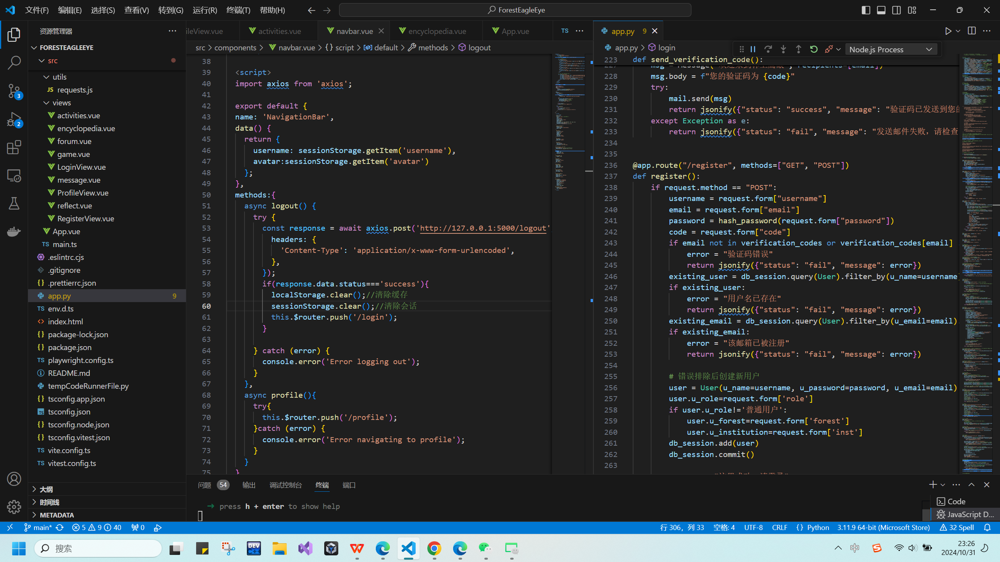 文件(F) 编辑(E) 选择(S) 查看(V) 转到(G) 运行(R) 终端(T) 帮助(H)
ForestEagleEye
资源管理器
FORESTEAGLEEYE
src
utils
JS requests.js
views
activities.vue
encyclopedia.vue
forum.vue
game.vue
LoginView.vue
message.vue
ProfileView.vue
reflect.vue
RegisterView.vue
App.vue
TS main.ts
.eslintrc.cjs
.gitignore
{} .prettierrc.json
app.py 9
TS env.d.ts
<> index.html
{} package-lock.json
{} package.json
TS playwright.config.ts
README.md
tempCodeRunnerFile.py
{} tsconfig.app.json
TS tsconfig.json
{} tsconfig.node.json
{} tsconfig.vitest.json
TS vite.config.ts
TS vitest.config.ts
大纲
时间线
METADATA
3
2
ileView.vue activities.vue navbar.vue encyclopedia.vue App.vue TS
src > components > navbar.vue > {} script > default > methods > logout
38
39 <script>
40 import axios from 'axios';
41
42 export default {
43 name: 'NavigationBar',
44 data() {
45 return {
46 username: sessionStorage.getItem('username'),
47 avatar:sessionStorage.getItem('avatar')
48 };
49 },
50 methods:{
51 async logout() {
52 try {
53 const response = await axios.post('http://127.0.0.1:5000/logout'
54 headers: {
55 'Content-Type': 'application/x-www-form-urlencoded',
56 },
57 });
58 if(response.data.status==='success'){
59 localStorage.clear();//清除缓存
60 sessionStorage.clear();//清除会话
61 this.$router.push('/login');
62 }
63
64 } catch (error) {
65 console.error('Error logging out');
66 }
67 },
68 async profile(){
69 try{
70 this.$router.push('/profile');
71 }catch (error) {
72 console.error('Error navigating to profile');
73 }
74 }
75 }
app.py 9
app.py > login
Node.js Process
223 def send_verification_code():
227 msg = Message( recipients=[email])
228 msg.body = f"您的验证码为 {code}"
229 try:
230 mail.send(msg)
231 return jsonify({"status": "success", "message": "验证码已发送到您的
232 except Exception as e:
233 return jsonify({"status": "fail", "message": "发送邮件失败，请检查
234
235
236 @app.route("/register", methods=["GET", "POST"])
237 def register():
238 if request.method == "POST":
239 username = request.form["username"]
240 email = request.form["email"]
241 password = hash_password(request.form["password"])
242 code = request.form["code"]
243 if email not in verification_codes or verification_codes[email]
244 error = "验证码错误"
245 return jsonify({"status": "fail", "message": error})
246 existing_user = db_session.query(User).filter_by(u_name=username)
247 if existing_user:
248 error = "用户名已存在"
249 return jsonify({"status": "fail", "message": error})
250 existing_email = db_session.query(User).filter_by(u_email=email).
251 if existing_email:
252 error = "该邮箱已被注册"
253 return jsonify({"status": "fail", "message": error})
254
255 # 错误排除后创建新用户
256 user = User(u_name=username, u_password=password, u_email=email)
257 user.u_role=request.form['role']
258 if user.u_role!='普通用户':
259 user.u_forest=request.form['forest']
260 user.u_institution=request.form['inst']
261 db_session.add(user)
262 db_session.commit()
263
问题 54 输出 调试控制台 终端 端口
→ press h + enter to show help
Code
JavaScript D...
main* 5 9 40 0
行 306，列 33 空格: 4 UTF-8 CRLF {} Python 3.11.9 64-bit (Microsoft Store) 32 Spell
搜索
DEV C++
中
23:26
2024/10/31